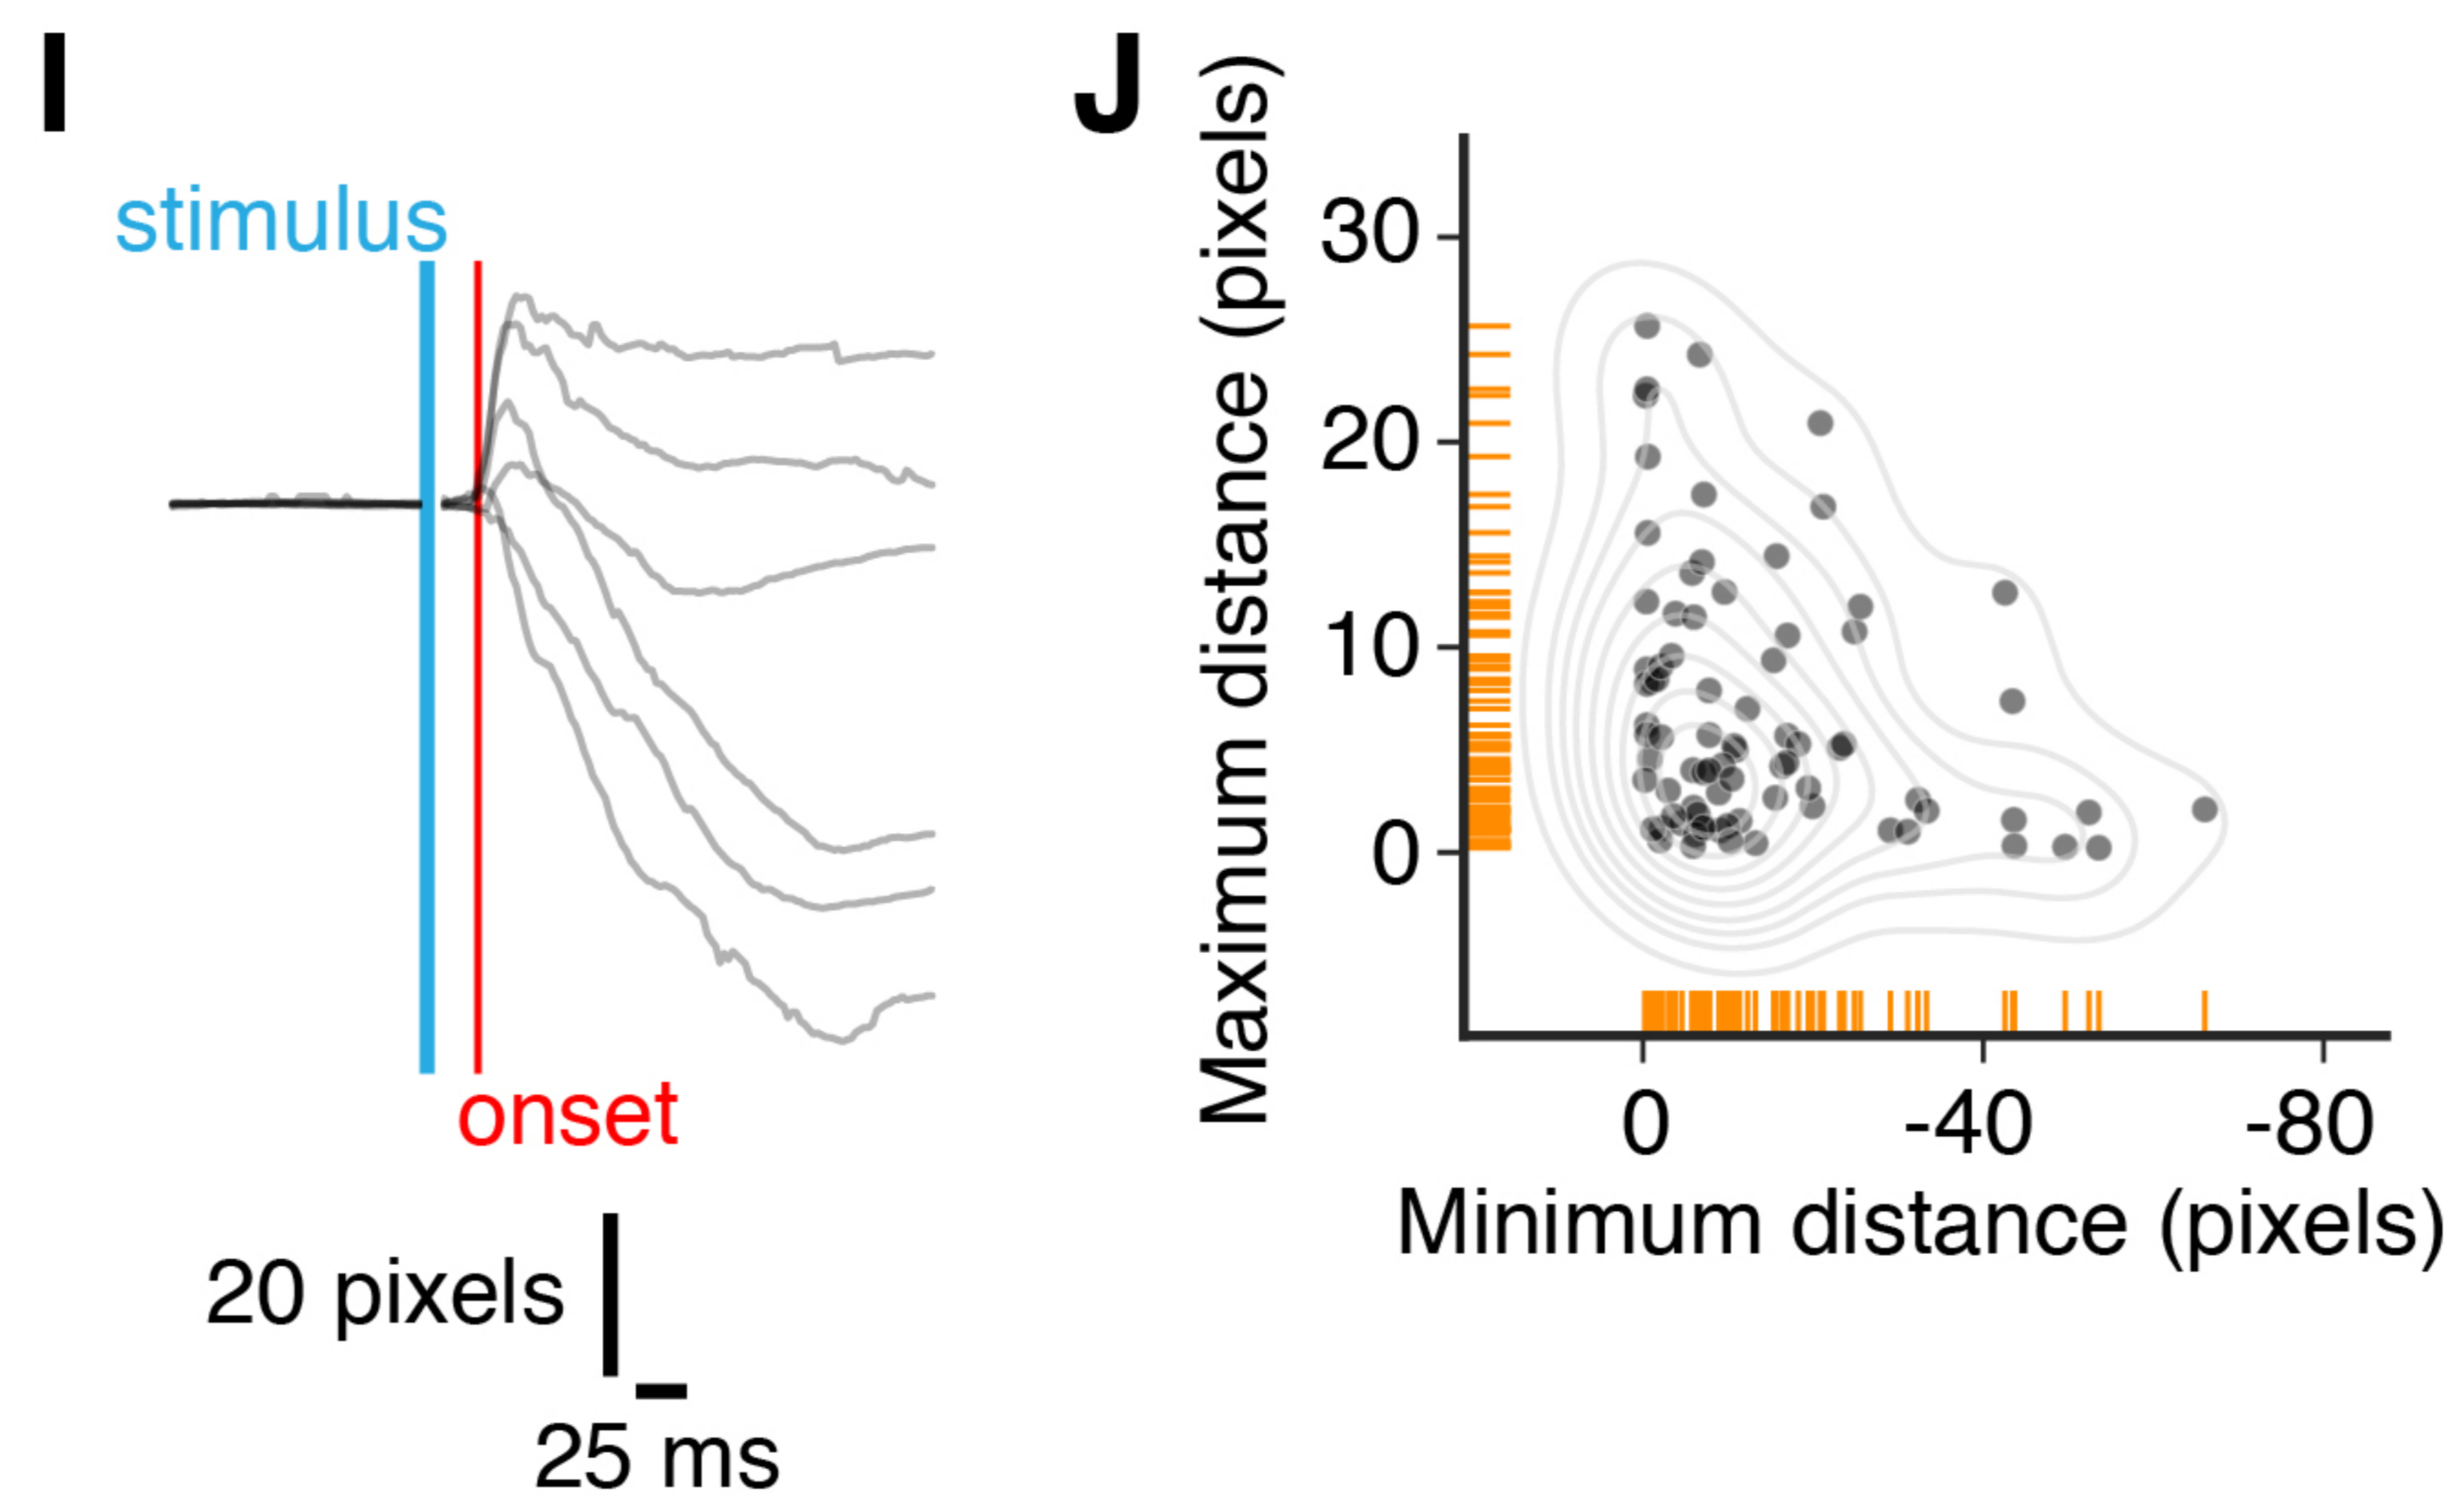 I
stimulus
onset
20 pixels
25 ms
J
Maximum distance (pixels)
30
20
10
0
0 -40 -80
Minimum distance (pixels)